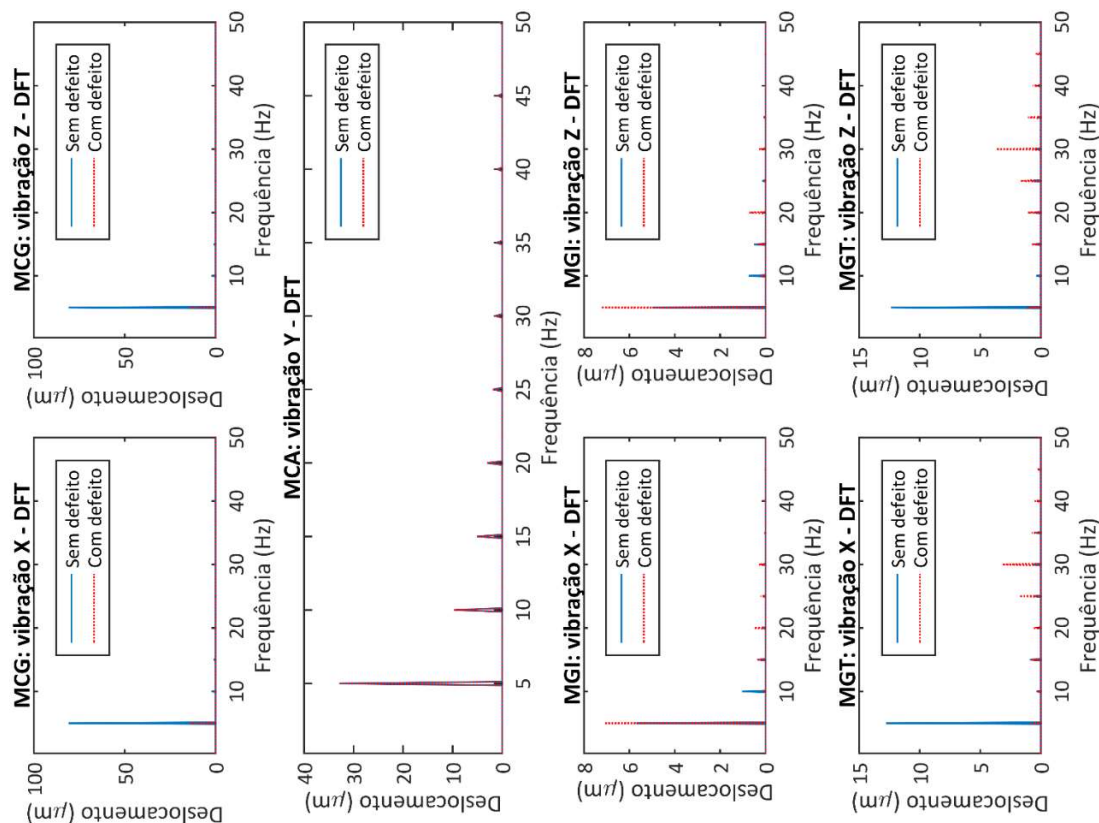 MCG: vibração X - DFT
100
50
0
Deslocamento (μm)
Sem defeito
Com defeito
10
20
30
40
50
Frequência (Hz)
MCG: vibração Z - DFT
100
50
0
Deslocamento (μm)
Sem defeito
Com defeito
10
20
30
40
50
Frequência (Hz)
MCA: vibração Y - DFT
40
30
20
10
0
Deslocamento (μm)
Sem defeito
Com defeito
5
10
15
20
25
30
35
40
45
50
Frequência (Hz)
MGI: vibração X - DFT
8
6
4
2
0
Deslocamento (μm)
Sem defeito
Com defeito
10
20
30
40
50
Frequência (Hz)
MGI: vibração Z - DFT
8
6
4
2
0
Deslocamento (μm)
Sem defeito
Com defeito
10
20
30
40
50
Frequência (Hz)
MGT: vibração X - DFT
15
10
5
0
Deslocamento (μm)
Sem defeito
Com defeito
10
20
30
40
50
Frequência (Hz)
MGT: vibração Z - DFT
15
10
5
0
Deslocamento (μm)
Sem defeito
Com defeito
10
20
30
40
50
Frequência (Hz)